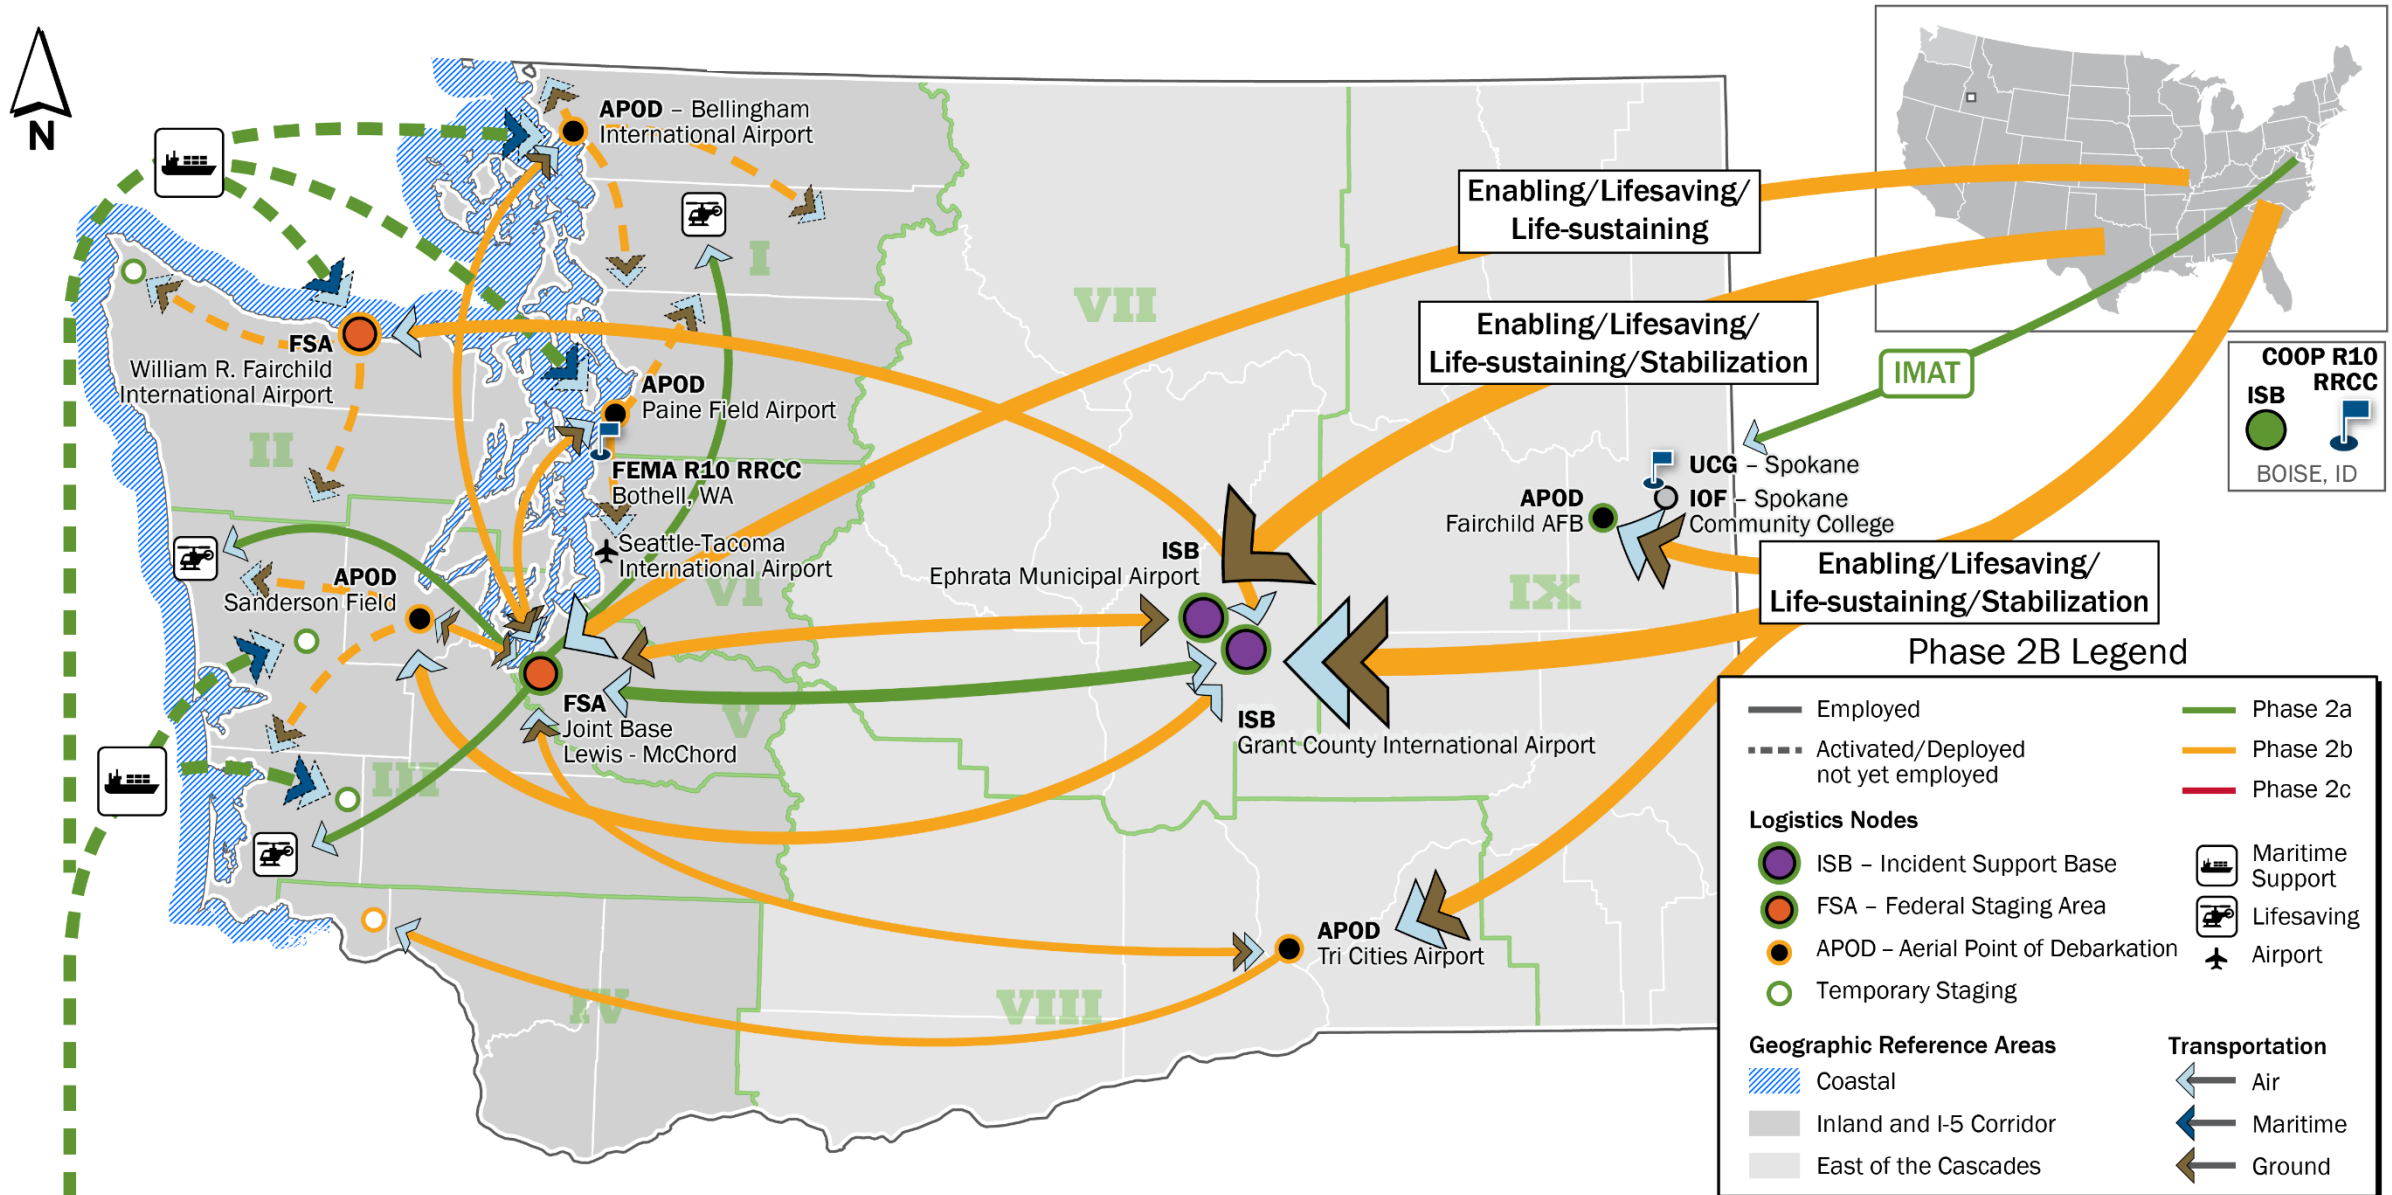 N
APOD – Bellingham
International Airport
I
VII
FSA
William R. Fairchild
International Airport
II
APOD
Paine Field Airport
FEMA R10 RRCC
Bothell, WA
Seattle-Tacoma
International Airport
VI
APOD
Sanderson Field
FSA
Joint Base
Lewis - McChord
V
III
IV
VIII
IX
ISB
Ephrata Municipal Airport
ISB
Grant County International Airport
APOD
Tri Cities Airport
APOD
Fairchild AFB
UCG – Spokane
IOF – Spokane
Community College
Enabling/Lifesaving/
Life-sustaining
Enabling/Lifesaving/
Life-sustaining/Stabilization
IMAT
Enabling/Lifesaving/
Life-sustaining/Stabilization
COOP R10
RRCC
ISB
BOISE, ID
Phase 2B Legend
Employed
Activated/Deployed
not yet employed
Phase 2a
Phase 2b
Phase 2c
Logistics Nodes
ISB – Incident Support Base
FSA – Federal Staging Area
APOD – Aerial Point of Debarkation
Temporary Staging
Maritime
Support
Lifesaving
Airport
Geographic Reference Areas
Coastal
Inland and I-5 Corridor
East of the Cascades
Transportation
Air
Maritime
Ground